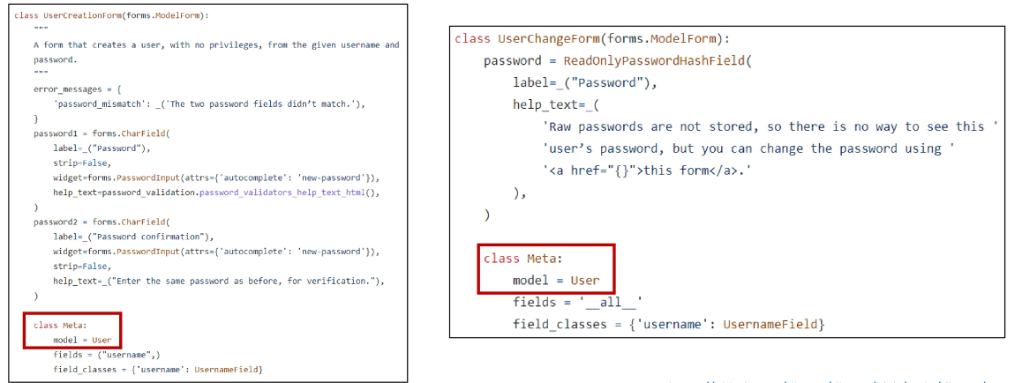 class UserCreationForm(forms.ModelForm):
    """
    A form that creates a user, with no privileges, from the given username and
    password.
    """
    error_messages = {
        'password_mismatch': _('The two password fields didn’t match.'),
    }
    password1 = forms.CharField(
        label=_("Password"),
        strip=False,
        widget=forms.PasswordInput(attrs={'autocomplete': 'new-password'}),
        help_text=password_validation.password_validators_help_text_html(),
    )
    password2 = forms.CharField(
        label=_("Password confirmation"),
        widget=forms.PasswordInput(attrs={'autocomplete': 'new-password'}),
        strip=False,
        help_text=_("Enter the same password as before, for verification."),
    )
    class Meta:
        model = User
        fields = ("username",)
        field_classes = {'username': UsernameField}
class UserChangeForm(forms.ModelForm):
    password = ReadOnlyPasswordHashField(
        label=_("Password"),
        help_text=_(
            'Raw passwords are not stored, so there is no way to see this '
            'user’s password, but you can change the password using '
            '<a href="{}">this form</a>.'
        ),
    )
    class Meta:
        model = User
        fields = '__all__'
        field_classes = {'username': UsernameField}